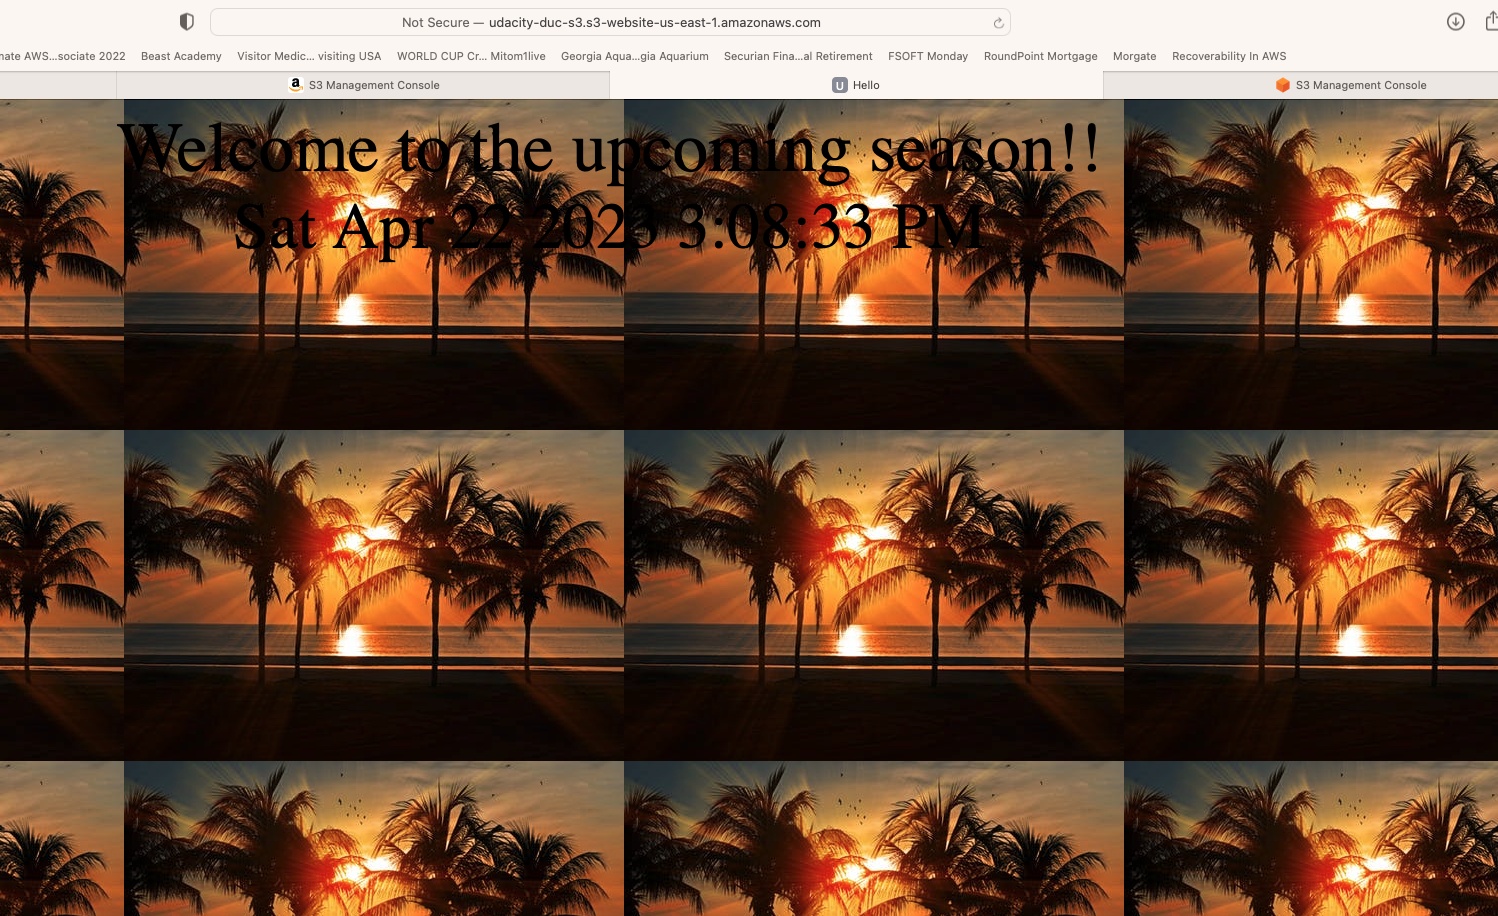 Not Secure — udacity-duc-s3.s3-website-us-east-1.amazonaws.com
mate AWS...sociate 2022 Beast Academy Visitor Medic... visiting USA WORLD CUP Cr... Mitom1live Georgia Aqua...gia Aquarium Securian Fina...al Retirement FSOFT Monday RoundPoint Mortgage Morgate Recoverability In AWS
S3 Management Console U Hello S3 Management Console
Welcome to the upcoming season!!
Sat Apr 22 2023 3:08:33 PM